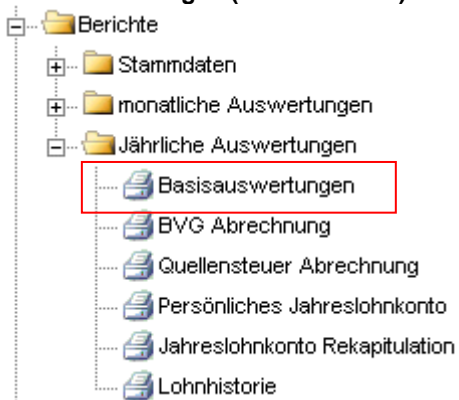 Berichte
Stammdaten
monatliche Auswertungen
Jährliche Auswertungen
Basisauswertungen
BVG Abrechnung
Quellensteuer Abrechnung
Persönliches Jahreslohnkonto
Jahreslohnkonto Rekapitulation
Lohnhistorie